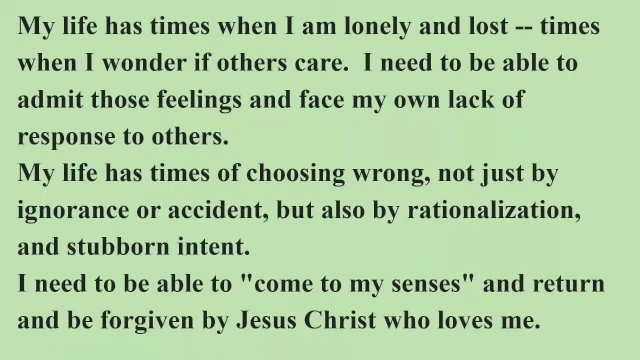 My life has times when I am lonely and lost -- times
when I wonder if others care.  I need to be able to
admit those feelings and face my own lack of
response to others.
My life has times of choosing wrong, not just by
ignorance or accident, but also by rationalization,
and stubborn intent.
I need to be able to "come to my senses" and return
and be forgiven by Jesus Christ who loves me.